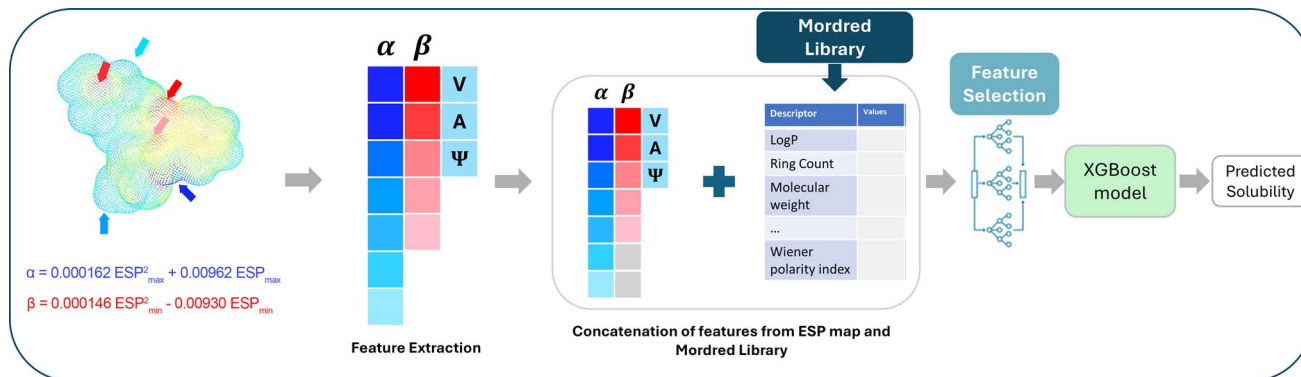 α = 0.000162 ESP²max + 0.00962 ESPmax
β = 0.000146 ESP²min - 0.00930 ESPmin
α β
V
A
Ψ
Feature Extraction
Mordred
Library
α β
V
A
Ψ
Descriptor Values
LogP
Ring Count
Molecular
weight
...
Wiener
polarity index
Concatenation of features from ESP map and
Mordred Library
Feature
Selection
XGBoost
model
Predicted
Solubility